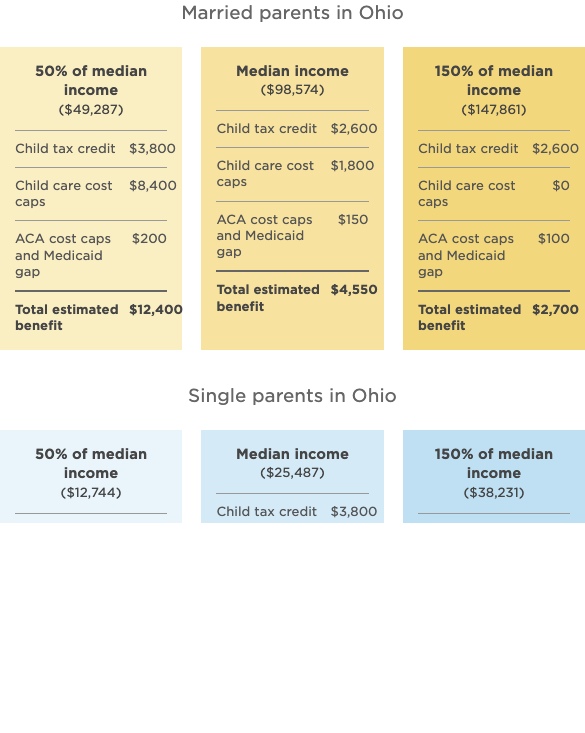 Married parents in Ohio
50% of median
income
($49,287)
Child tax credit $3,800
Child care cost $8,400
caps
ACA cost caps $200
and Medicaid
gap
Total estimated $12,400
benefit
Median income
($98,574)
Child tax credit $2,600
Child care cost $1,800
caps
ACA cost caps $150
and Medicaid
gap
Total estimated $4,550
benefit
150% of median
income
($147,861)
Child tax credit $2,600
Child care cost $0
caps
ACA cost caps $100
and Medicaid
gap
Total estimated $2,700
benefit
Single parents in Ohio
50% of median
income
($12,744)
Median income
($25,487)
Child tax credit $3,800
150% of median
income
($38,231)